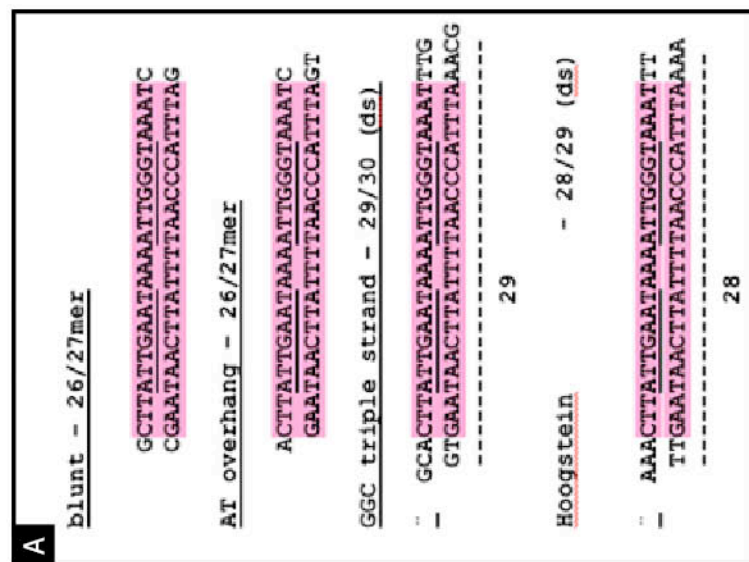 A
blunt – 26/27mer
GCTTATTGAATAAAATTGGGTAAATC
CGAATAACTTATTTTAACCCATTTAG
AT overhang – 26/27mer
ACTTATTGAATAAAATTGGGTAAATC
GAATAACTTATTTTAACCCATTTAGT
GGC triple strand – 29/30 (ds)
GCACTTATTGAATAAAATTGGGTAAATTTG
GTGAATAACTTATTTTAACCCATTTAAACG
-----------------------------
29
Hoogstein – 28/29 (ds)
AAACTTATTGAATAAAATTGGGTAAATTT
TTGAATAACTTATTTTAACCCATTTAAAA
----------------------------
28